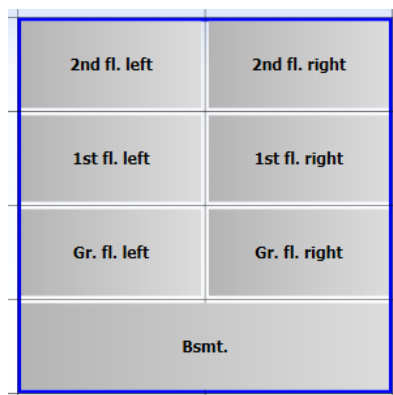 2nd fl. left
2nd fl. right
1st fl. left
1st fl. right
Gr. fl. left
Gr. fl. right
Bsmt.